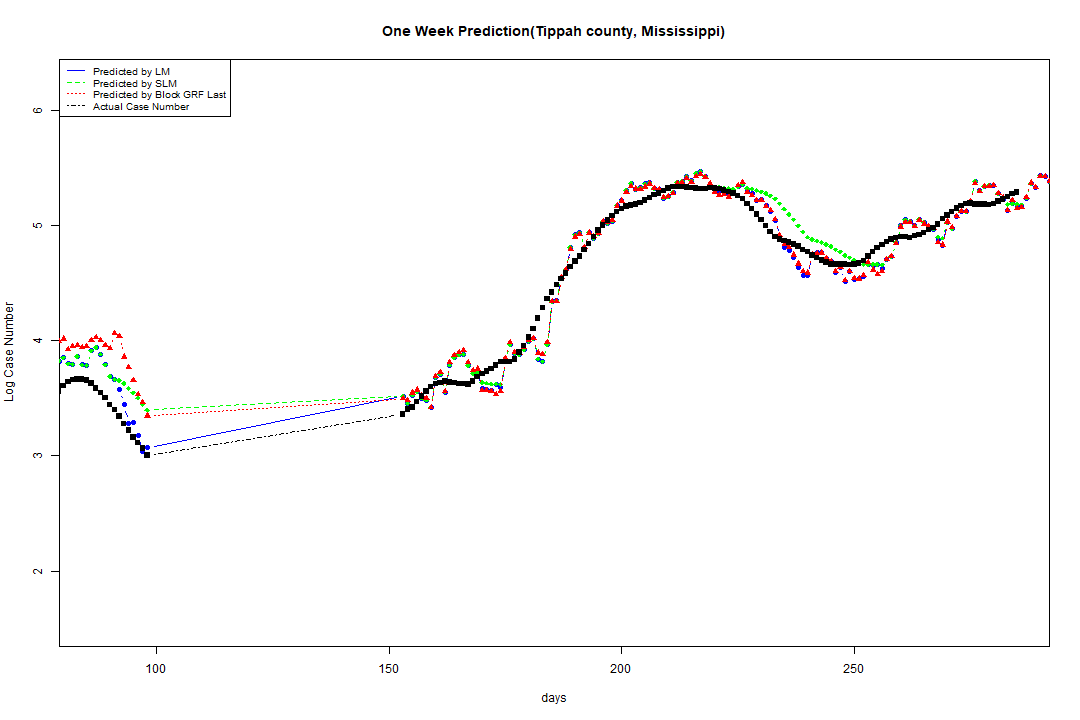 One Week Prediction(Tippah county, Mississippi)
Predicted by LM
Predicted by SLM
Predicted by Block GRF Last
Actual Case Number
6
5
4
3
2
Log Case Number
100 150 200 250
days